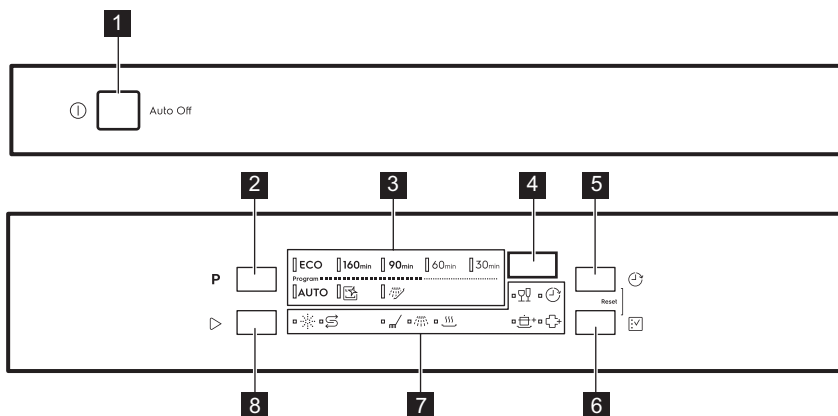 1
Auto Off
2 3 4 5
ECO 160min 90min 60min 30min
P
Program
AUTO
Reset
8 7 6